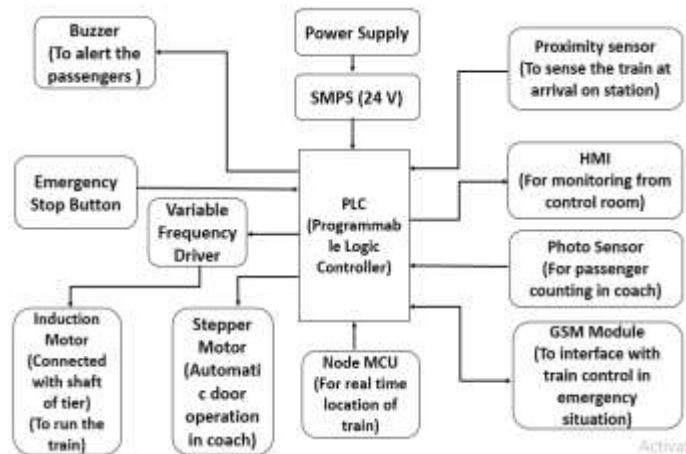 Buzzer
(To alert the
passengers )
Power Supply
Proximity sensor
(To sense the train at
arrival on station)
SMPS (24 V)
Emergency
Stop Button
PLC
(Programmab
le Logic
Controller)
HMI
(For monitoring from
control room)
Variable
Frequency
Driver
Photo Sensor
(For passenger
counting in coach)
Induction
Motor
(Connected
with shaft
of tier)
(To run the
train)
Stepper
Motor
(Automati
c door
operation
in coach)
Node MCU
(For real time
location of
train)
GSM Module
(To interface with
train control in
emergency
situation)
Activa